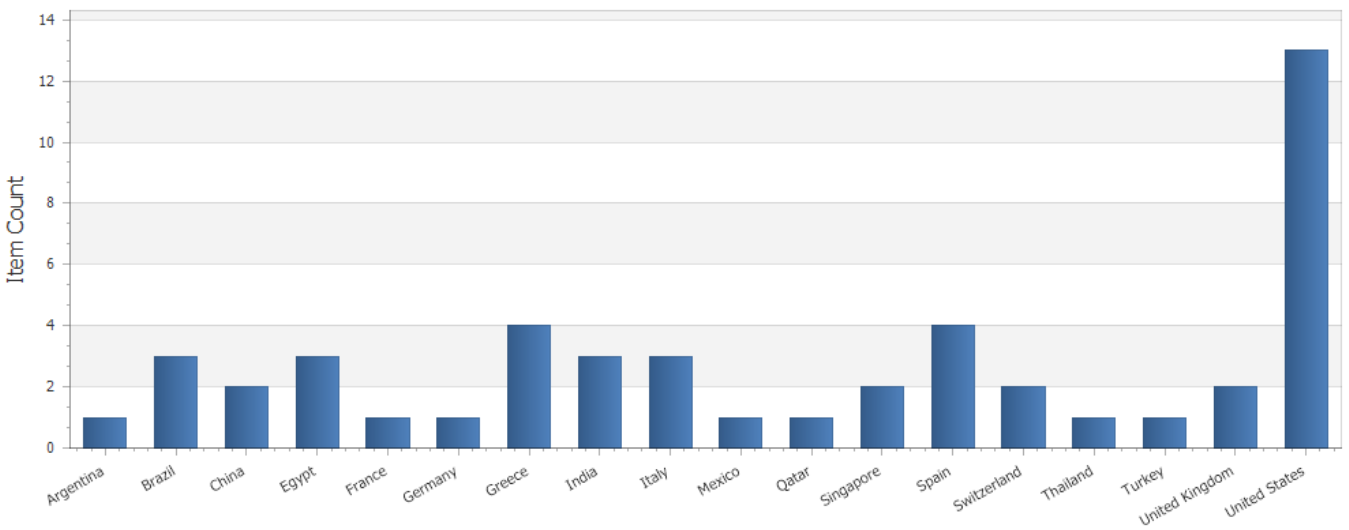 14
12
10
8
6
4
2
0
Item Count
Argentina
Brazil
China
Egypt
France
Germany
Greece
India
Italy
Mexico
Qatar
Singapore
Spain
Switzerland
Thailand
Turkey
United Kingdom
United States